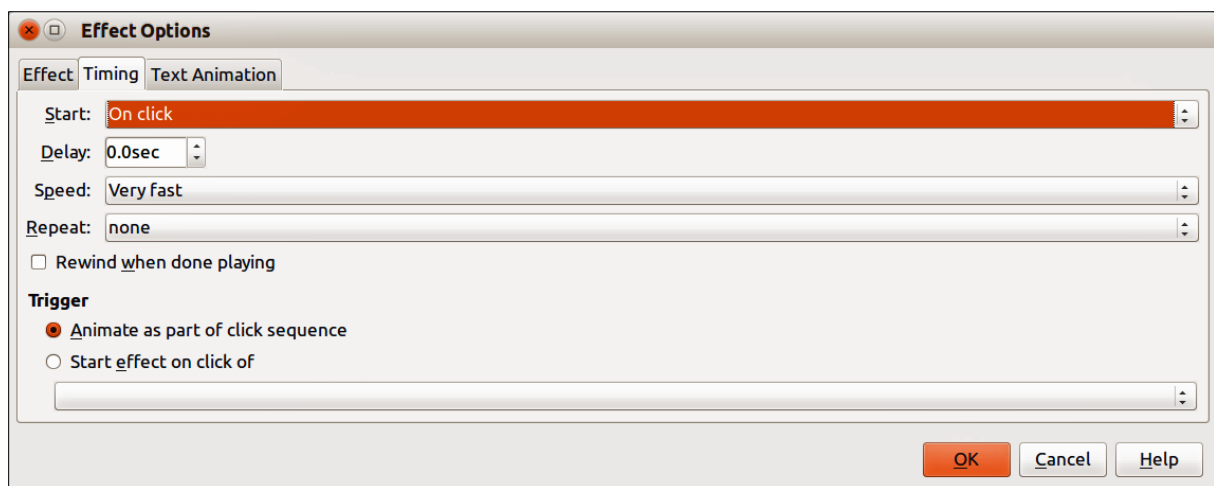 Effect Options
Effect Timing Text Animation
Start: On click
Delay: 0.0sec
Speed: Very fast
Repeat: none
Rewind when done playing
Trigger
Animate as part of click sequence
Start effect on click of
OK Cancel Help